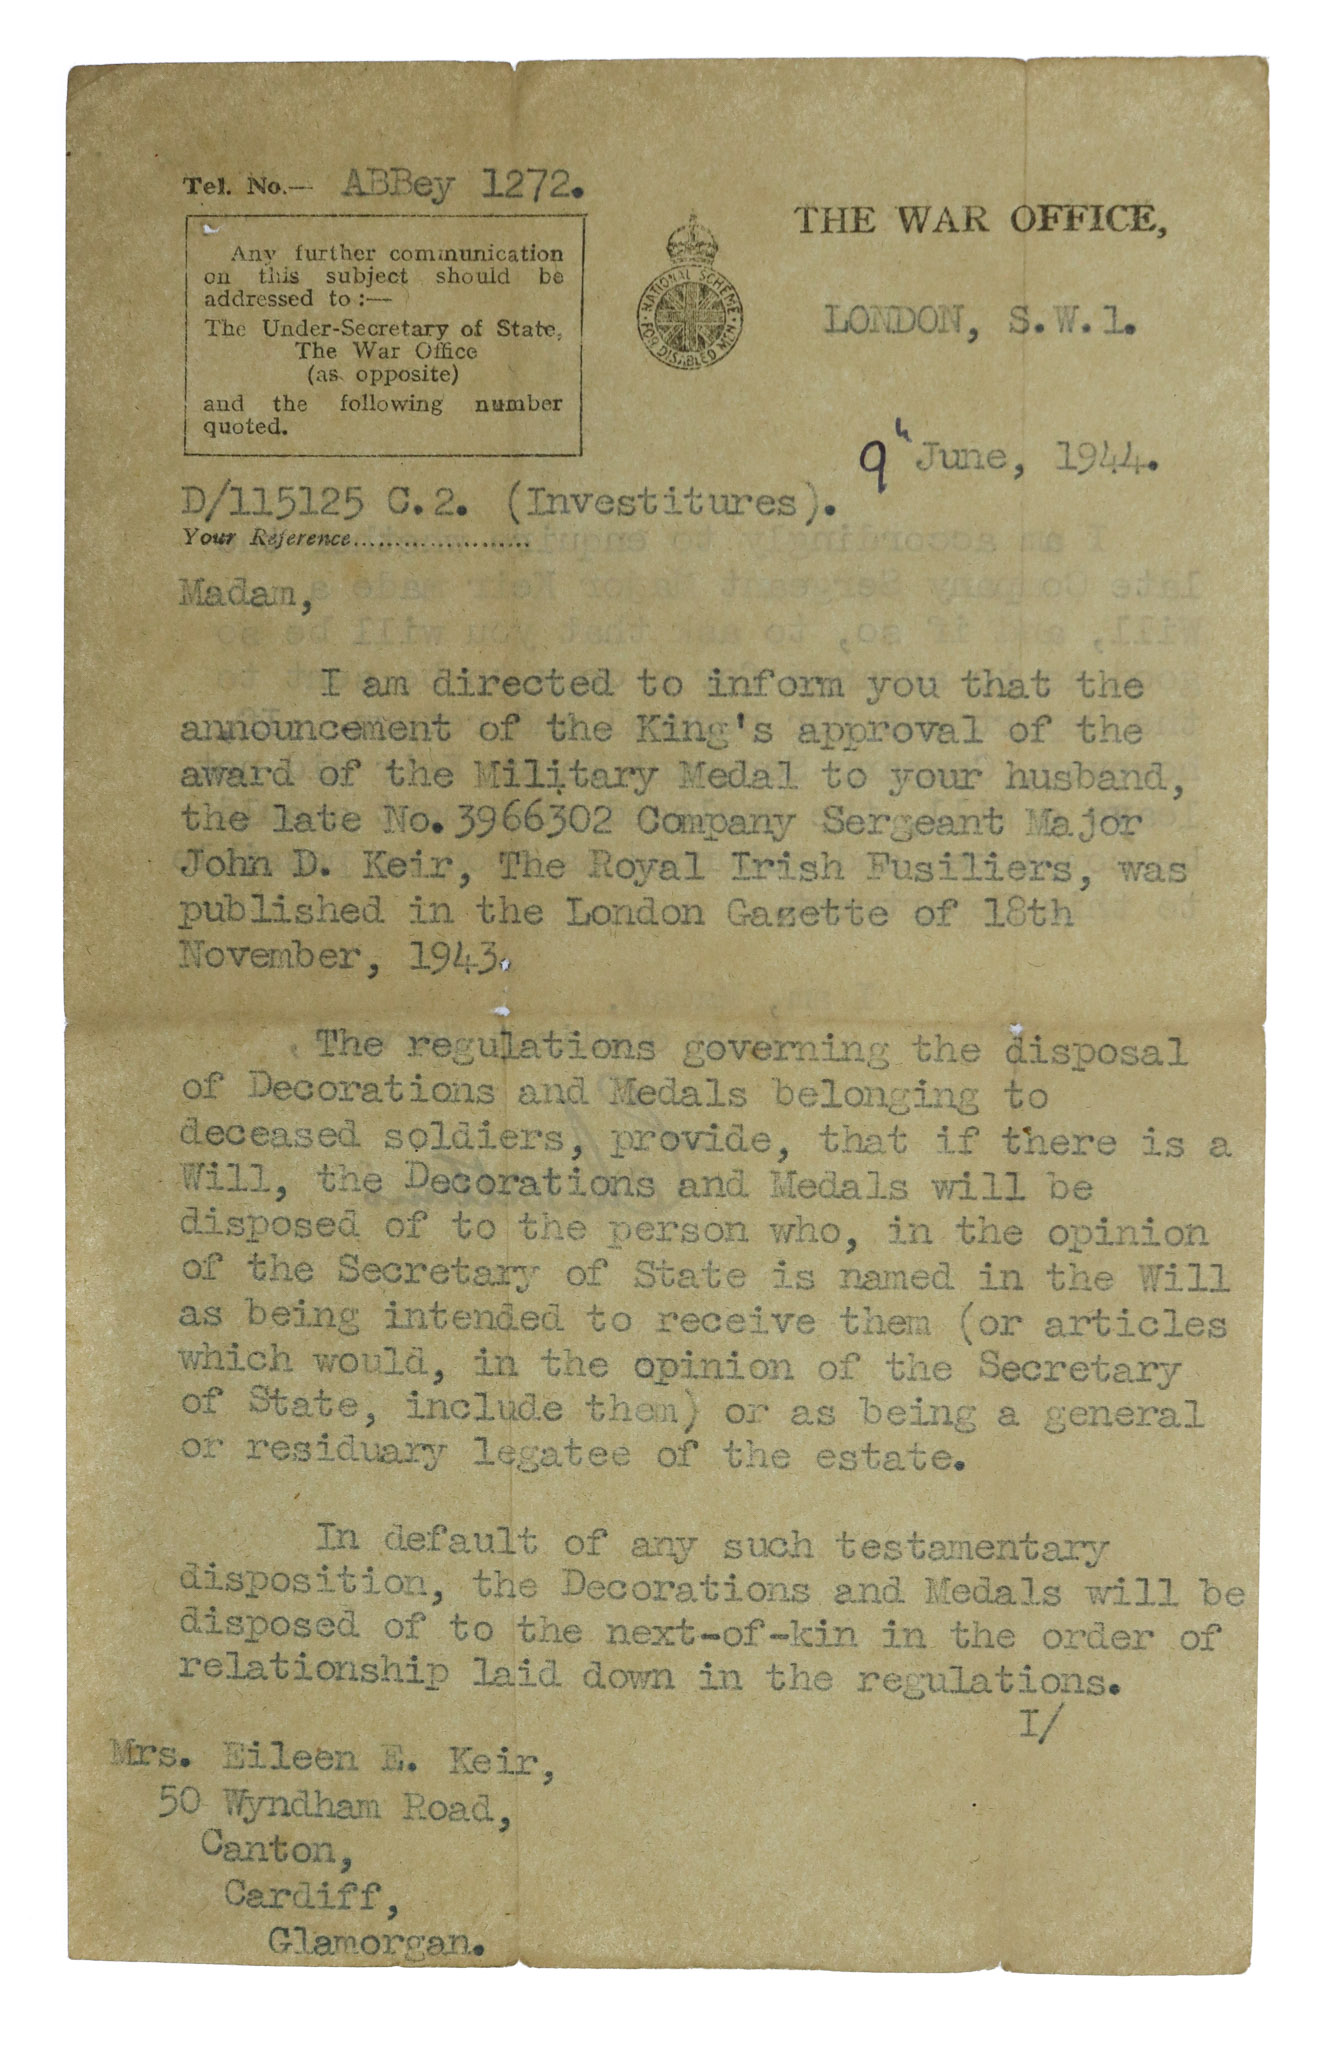 Tel. No.— ABBey 1272.
Any further communication
on this subject should be
addressed to :—
The Under-Secretary of State,
The War Office
(as opposite)
and the following number
quoted.
NATIONAL SCHEME
FOR DISABLED MEN
THE WAR OFFICE,
LONDON, S.W.1.
9th June, 1944.
D/115125 C.2. (Investitures).
Your Reference.....................
Madam,
I am directed to inform you that the
announcement of the King's approval of the
award of the Military Medal to your husband,
the late No.3966302 Company Sergeant Major
John D. Keir, The Royal Irish Fusiliers, was
published in the London Gazette of 18th
November, 1943.
The regulations governing the disposal
of Decorations and Medals belonging to
deceased soldiers, provide, that if there is a
Will, the Decorations and Medals will be
disposed of to the person who, in the opinion
of the Secretary of State is named in the Will
as being intended to receive them (or articles
which would, in the opinion of the Secretary
of State, include them) or as being a general
or residuary legatee of the estate.
In default of any such testamentary
disposition, the Decorations and Medals will be
disposed of to the next-of-kin in the order of
relationship laid down in the regulations.
I/
Mrs. Eileen E. Keir,
50 Wyndham Road,
Canton,
Cardiff,
Glamorgan.